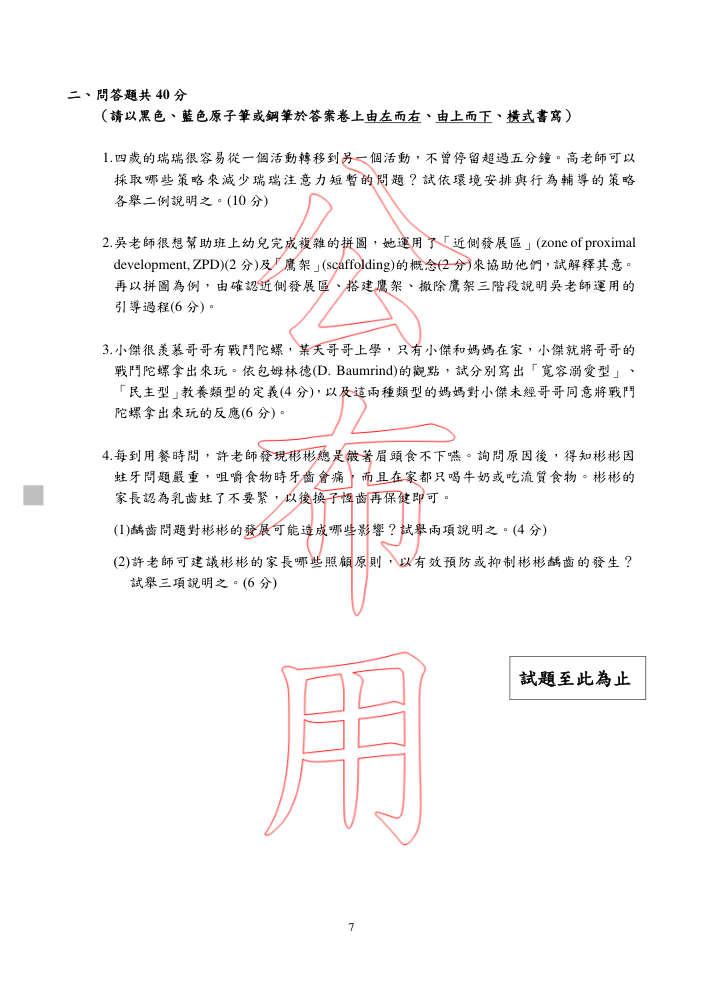 二、問答題共 40 分
（請以黑色、藍色原子筆或鋼筆於答案卷上由左而右、由上而下、橫式書寫）
1.四歲的瑞瑞很容易從一個活動轉移到另一個活動，不曾停留超過五分鐘。高老師可以
採取哪些策略來減少瑞瑞注意力短暫的問題？試依環境安排與行為輔導的策略
各舉二例說明之。(10 分)
2.吳老師很想幫助班上幼兒完成複雜的拼圖，她運用了「近側發展區」(zone of proximal
development, ZPD)(2 分)及「鷹架」(scaffolding)的概念(2 分)來協助他們，試解釋其意。
再以拼圖為例，由確認近側發展區、搭建鷹架、撤除鷹架三階段說明吳老師運用的
引導過程(6 分)。
3.小傑很羨慕哥哥有戰鬥陀螺，某天哥哥上學，只有小傑和媽媽在家，小傑就將哥哥的
戰鬥陀螺拿出來玩。依包姆林德(D. Baumrind)的觀點，試分別寫出「寬容溺愛型」、
「民主型」教養類型的定義(4 分)，以及這兩種類型的媽媽對小傑未經哥哥同意將戰鬥
陀螺拿出來玩的反應(6 分)。
4.每到用餐時間，許老師發現彬彬總是皺著眉頭食不下嚥。詢問原因後，得知彬彬因
蛀牙問題嚴重，咀嚼食物時牙齒會痛，而且在家都只喝牛奶或吃流質食物。彬彬的
家長認為乳齒蛀了不要緊，以後換了恆齒再保健即可。
(1)齲齒問題對彬彬的發展可能造成哪些影響？試舉兩項說明之。(4 分)
(2)許老師可建議彬彬的家長哪些照顧原則，以有效預防或抑制彬彬齲齒的發生？
試舉三項說明之。(6 分)
試題至此為止
公
布
用
7